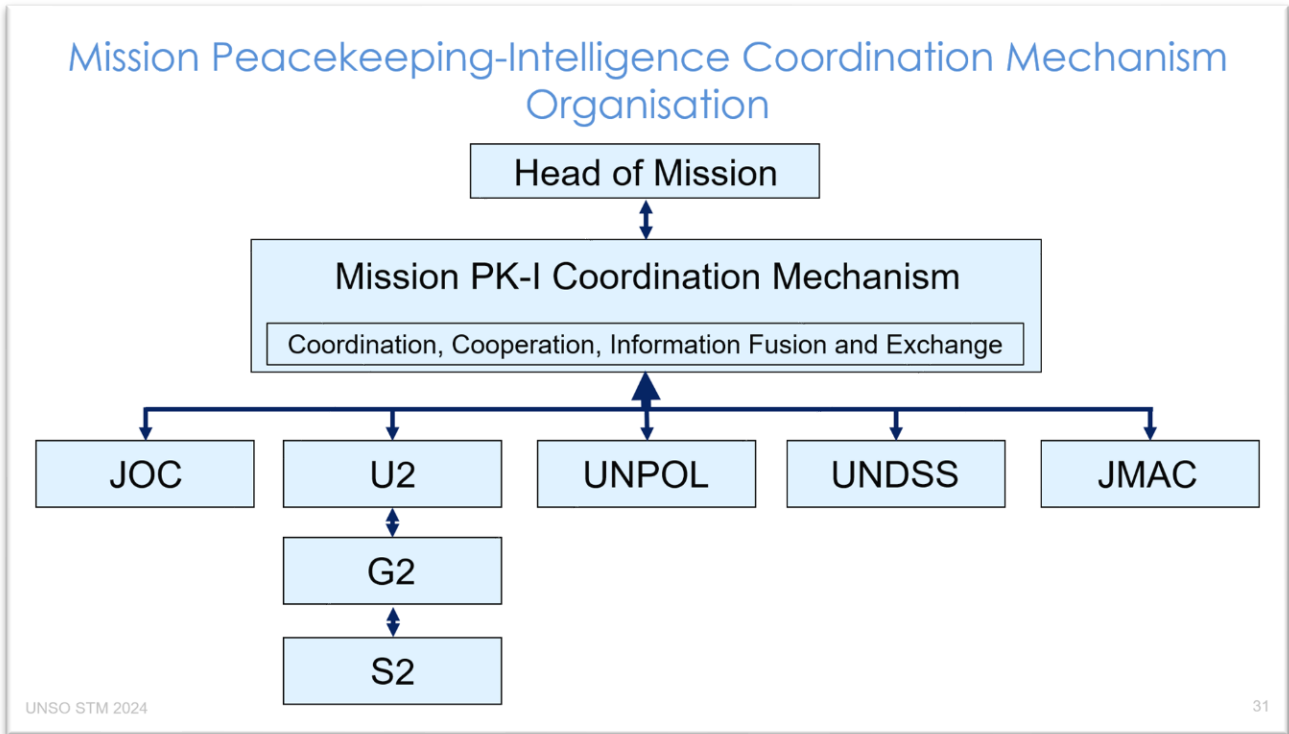 Mission Peacekeeping-Intelligence Coordination Mechanism
Organisation
Head of Mission
Mission PK-I Coordination Mechanism
Coordination, Cooperation, Information Fusion and Exchange
JOC
U2
UNPOL
UNDSS
JMAC
G2
S2
UNSO STM 2024
31